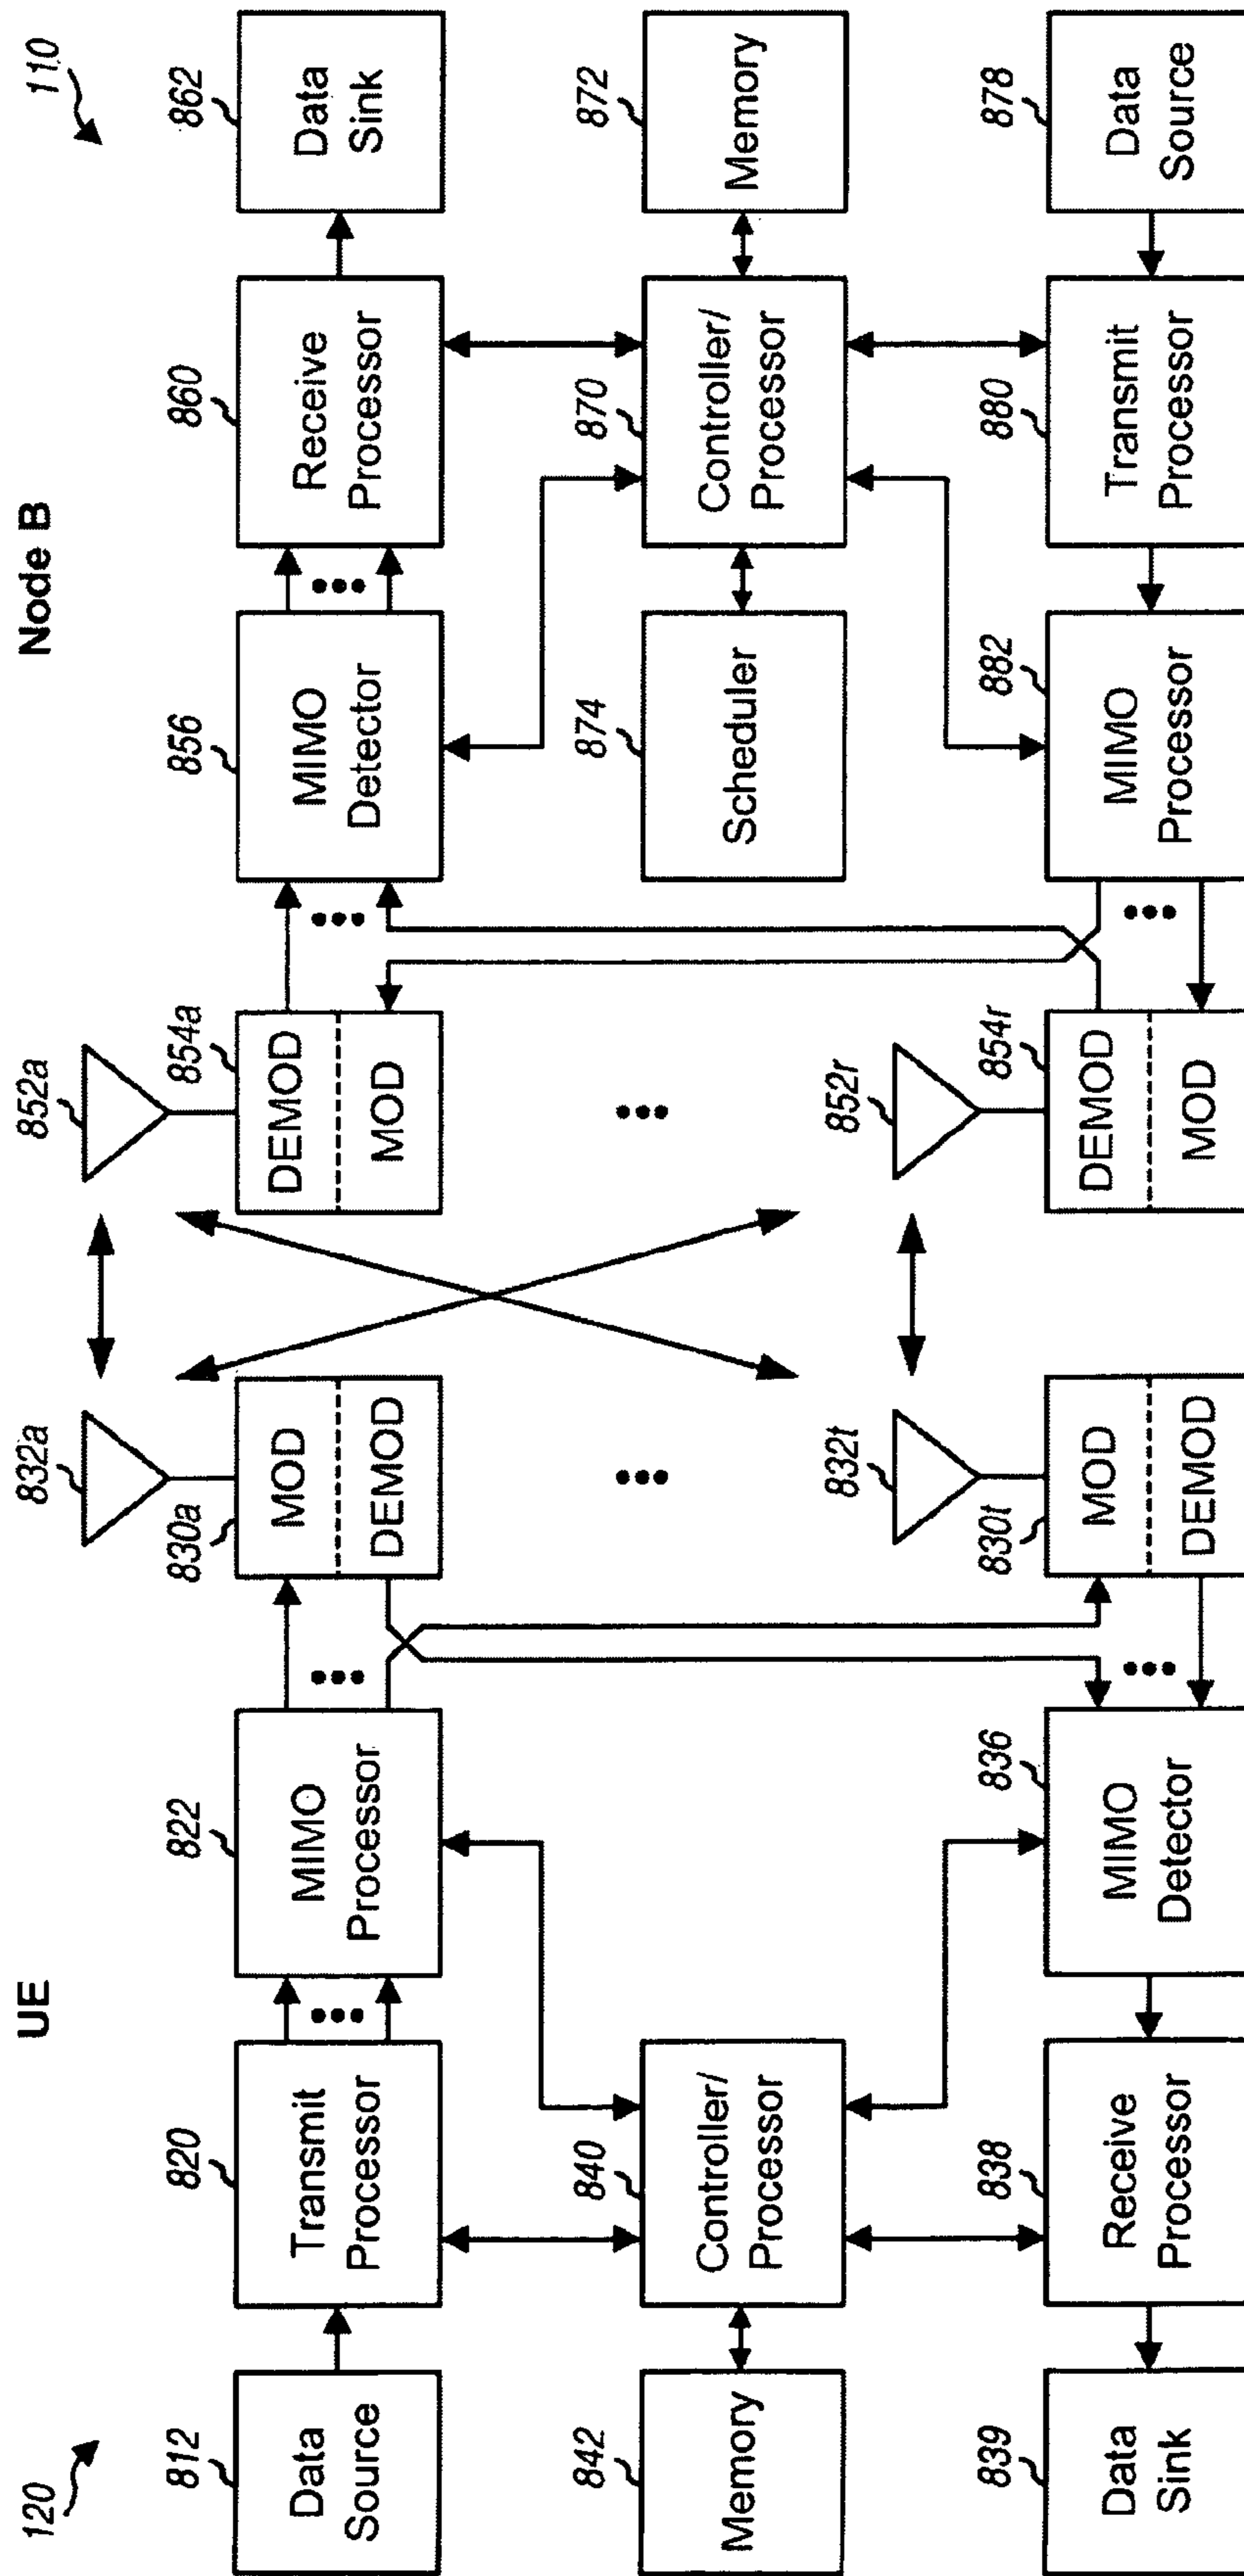 UE
Node B
120
110
812
Data
Source
820
Transmit
Processor
822
MIMO
Processor
830a
MOD
DEMOD
832a
852a
854a
DEMOD
MOD
856
MIMO
Detector
860
Receive
Processor
862
Data
Sink
842
Memory
840
Controller/
Processor
874
Scheduler
870
Controller/
Processor
872
Memory
839
Data
Sink
838
Receive
Processor
836
MIMO
Detector
830t
MOD
DEMOD
832t
852r
854r
DEMOD
MOD
882
MIMO
Processor
880
Transmit
Processor
878
Data
Source